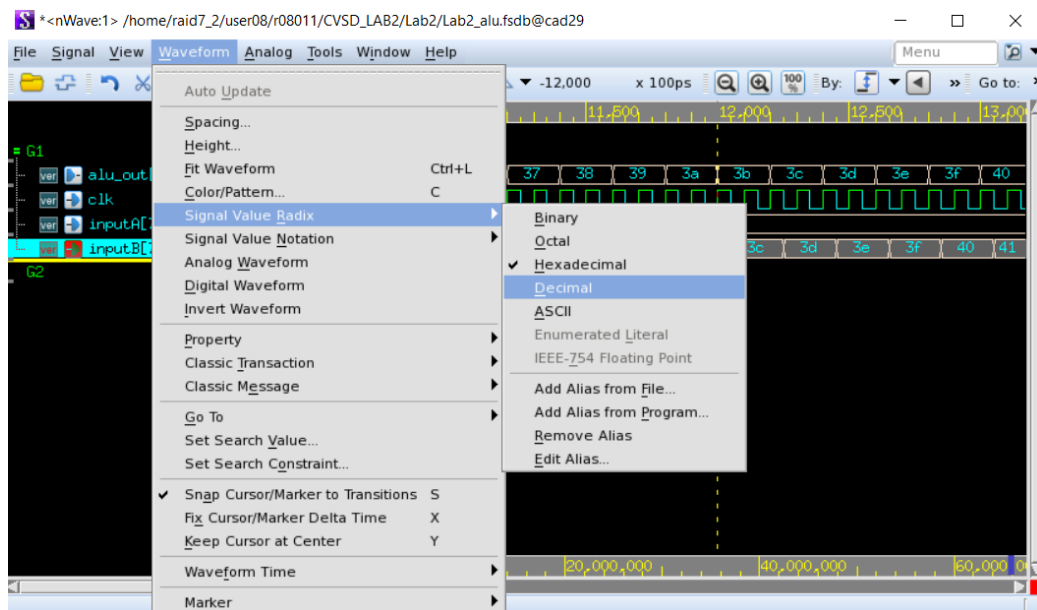 S *<nWave:1> /home/raid7_2/user08/r08011/CVSD_LAB2/Lab2/Lab2_alu.fsdb@cad29
File Signal View Waveform Analog Tools Window Help Menu
-12,000 x 100ps 100 % By: » Go to:
11,500 12,000 12,500 13,00
G1
ver alu_out[ 37 38 39 3a 3b 3c 3d 3e 3f 40
ver clk
ver inputA[
ver inputB[ 3c 3d 3e 3f 40 41
G2
Auto Update
Spacing...
Height...
Fit Waveform Ctrl+L
Color/Pattern... C
Signal Value Radix
Signal Value Notation
Analog Waveform
Digital Waveform
Invert Waveform
Property
Classic Transaction
Classic Message
Go To
Set Search Value...
Set Search Constraint...
Snap Cursor/Marker to Transitions S
Fix Cursor/Marker Delta Time X
Keep Cursor at Center Y
Waveform Time
Marker
Binary
Octal
Hexadecimal
Decimal
ASCII
Enumerated Literal
IEEE-754 Floating Point
Add Alias from File...
Add Alias from Program...
Remove Alias
Edit Alias...
20,000,000 40,000,000 60,000 0